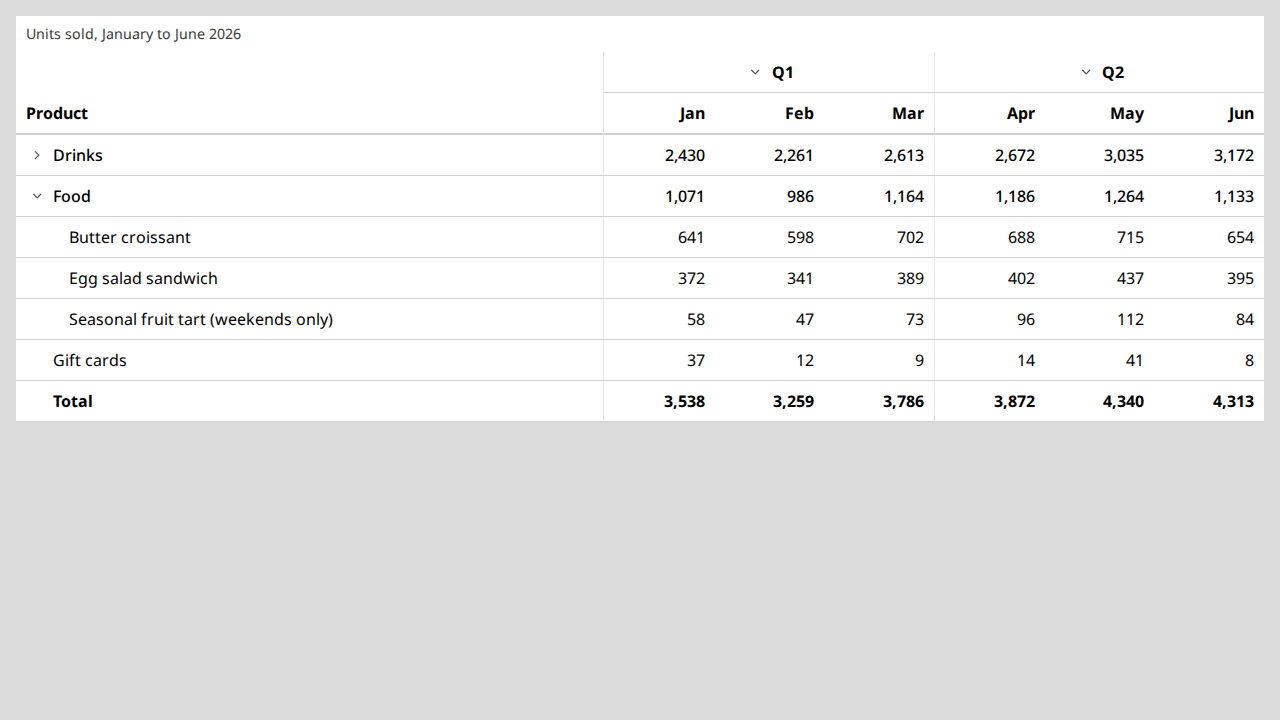 Units sold, January to June 2026
Q1 Q2
Product Jan Feb Mar Apr May Jun
Drinks 2,430 2,261 2,613 2,672 3,035 3,172
Food 1,071 986 1,164 1,186 1,264 1,133
Butter croissant 641 598 702 688 715 654
Egg salad sandwich 372 341 389 402 437 395
Seasonal fruit tart (weekends only) 58 47 73 96 112 84
Gift cards 37 12 9 14 41 8
Total 3,538 3,259 3,786 3,872 4,340 4,313